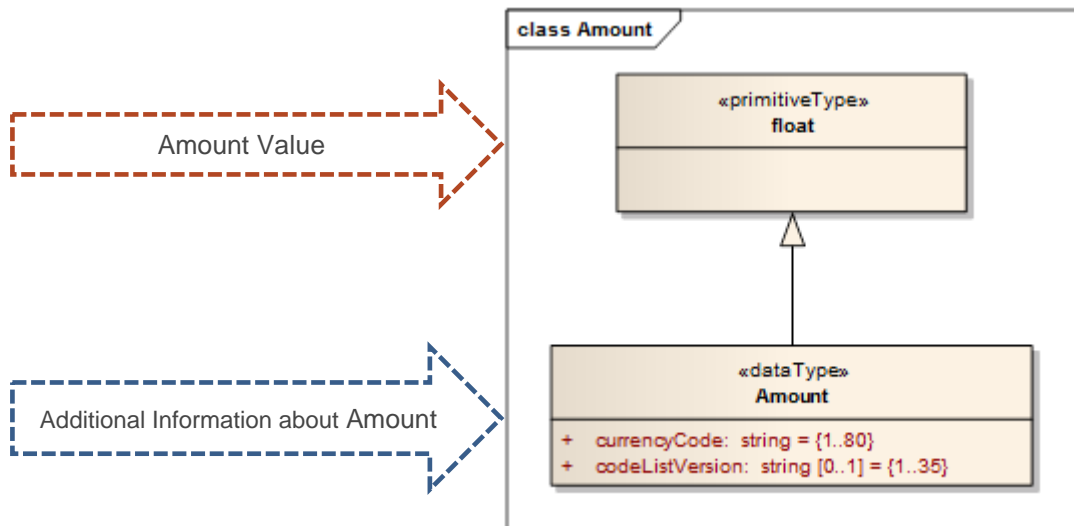 class Amount
«primitiveType»
float
Amount Value
«dataType»
Amount
+ currencyCode: string = {1..80}
+ codeListVersion: string [0..1] = {1..35}
Additional Information about Amount